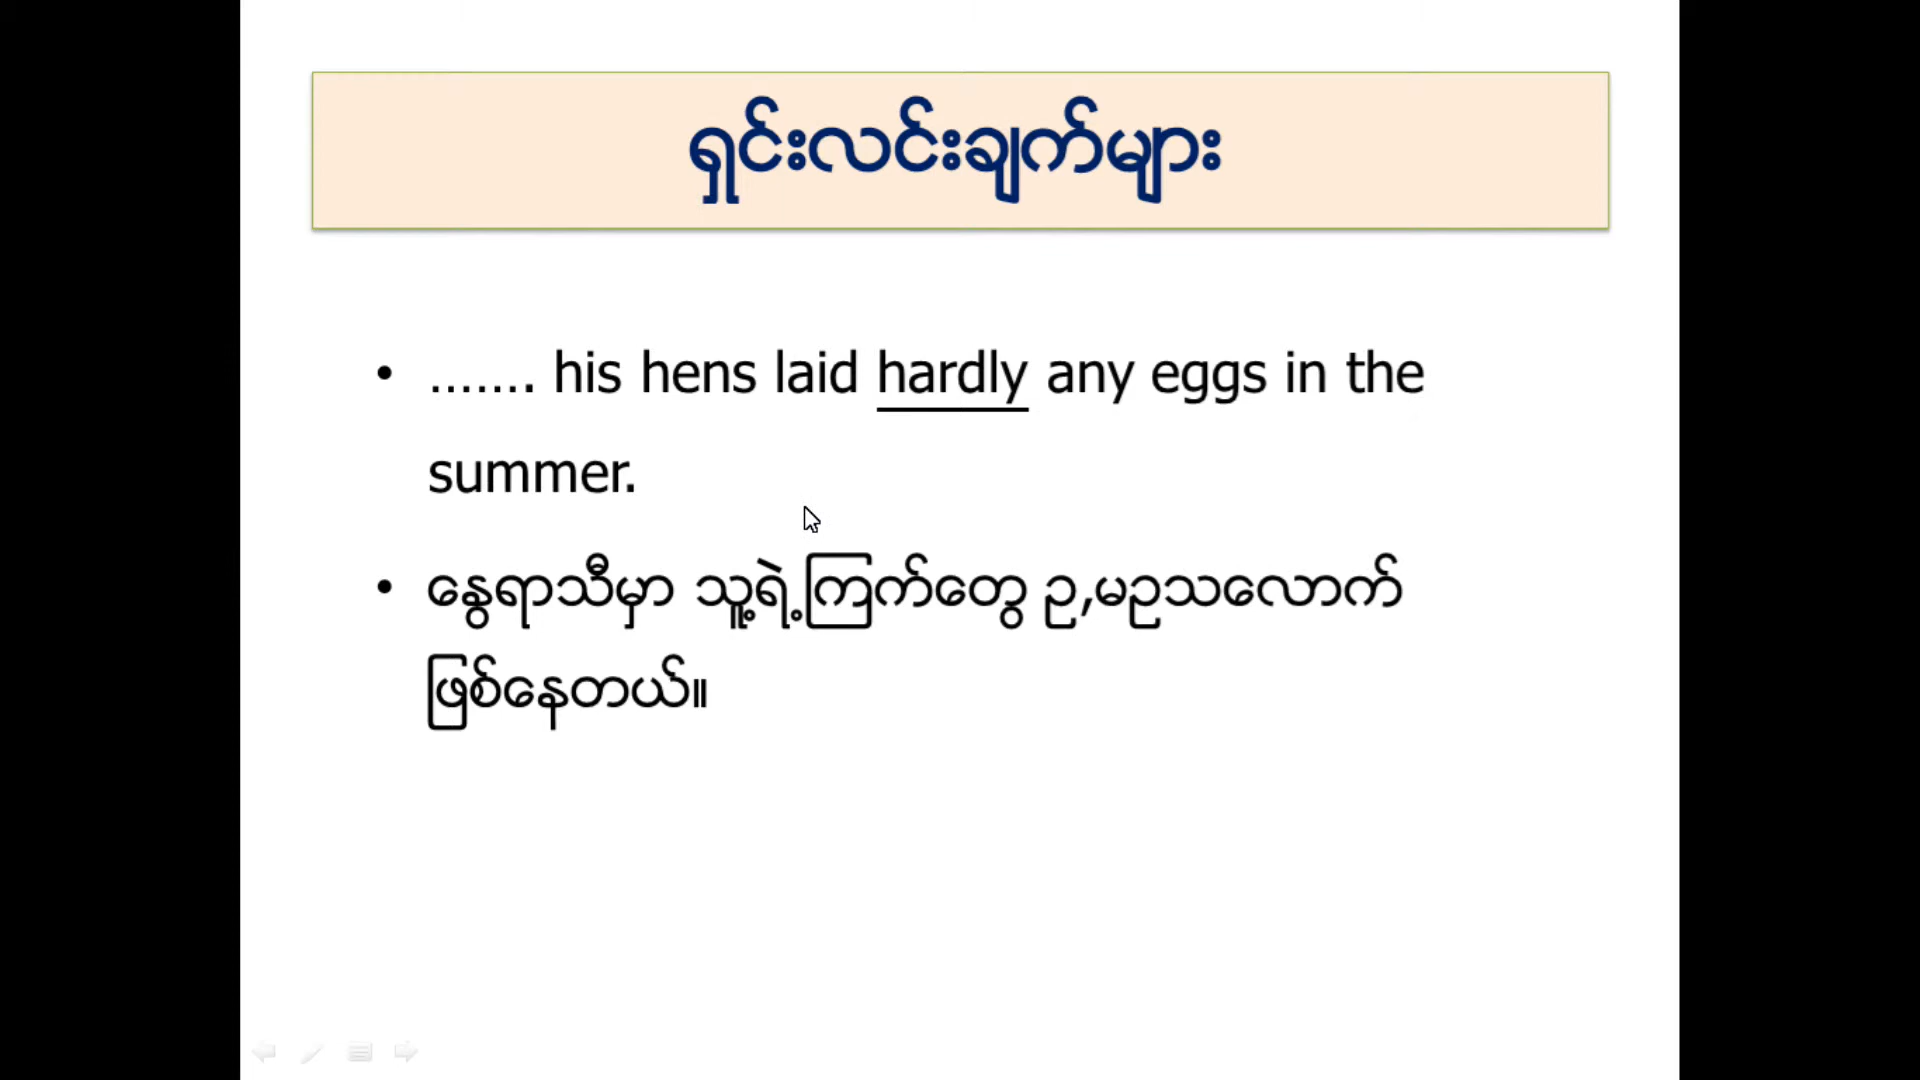 ရှင်းလင်းချက်များ
• ....... his hens laid hardly any eggs in the
summer.
• နွေရာသီမှာ သူ့ရဲ့ကြက်တွေ ဥ,မဥသလောက်
ဖြစ်နေတယ်။